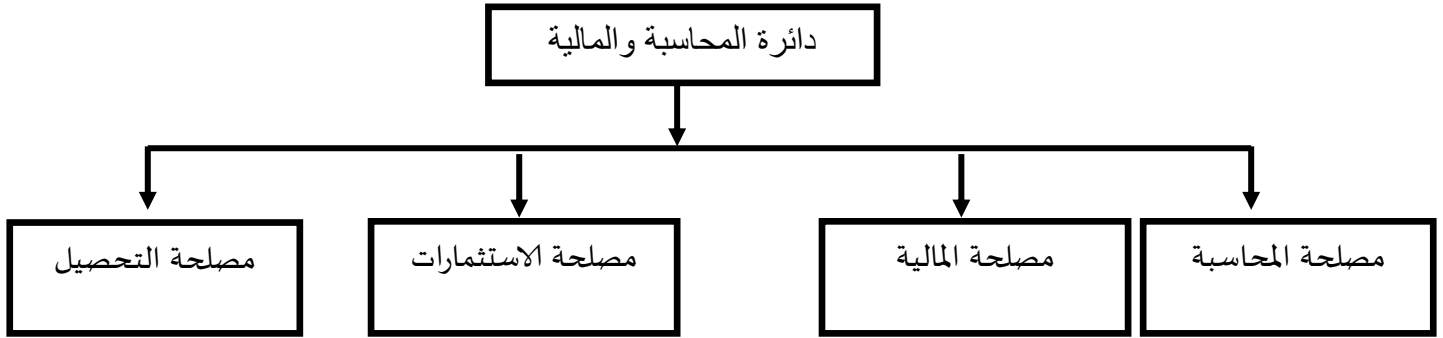 دائرة المحاسبة والمالية
مصلحة المحاسبة
مصلحة المالية
مصلحة الاستثمارات
مصلحة التحصيل